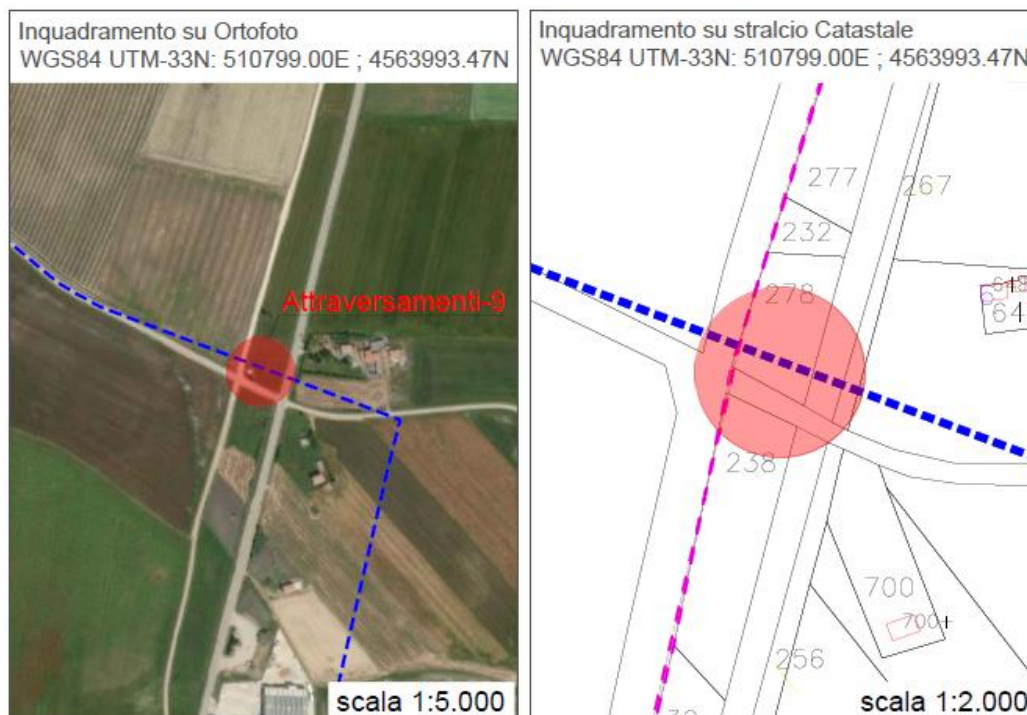 Inquadramento su Ortofoto
WGS84 UTM-33N: 510799.00E ; 4563993.47N
Attraversamenti-9
scala 1:5.000
Inquadramento su stralcio Catastale
WGS84 UTM-33N: 510799.00E ; 4563993.47N
277
267
232
278
648+
64
238
700
700+
256
scala 1:2.000